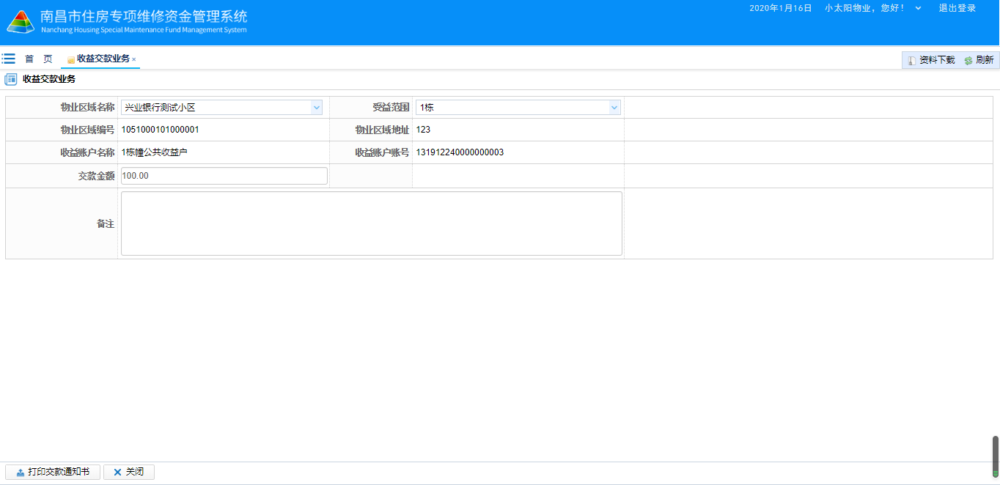 南昌市住房专项维修资金管理系统
Nanchang Housing Special Maintenance Fund Management System
2020年1月16日 小太阳物业，您好！ 退出登录
首 页 收益交款业务 × 资料下载 刷新
收益交款业务
物业区域名称 兴业银行测试小区 受益范围 1栋
物业区域编号 1051000101000001 物业区域地址 123
收益账户名称 1栋幢公共收益户 收益账户账号 131912240000000003
交款金额 100.00
备注
打印交款通知书 关闭